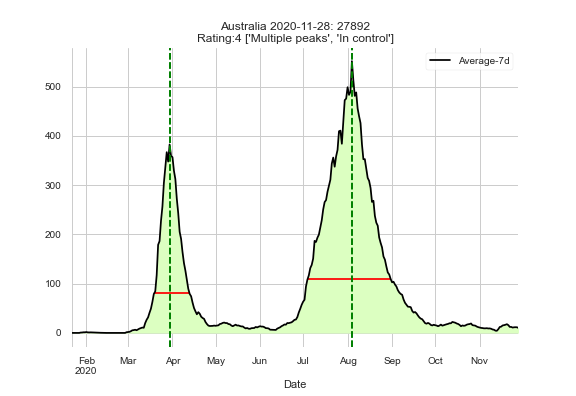 Australia 2020-11-28: 27892
Rating:4 ['Multiple peaks', 'In control']
Average-7d
500
400
300
200
100
0
Feb Mar Apr May Jun Jul Aug Sep Oct Nov
2020
Date